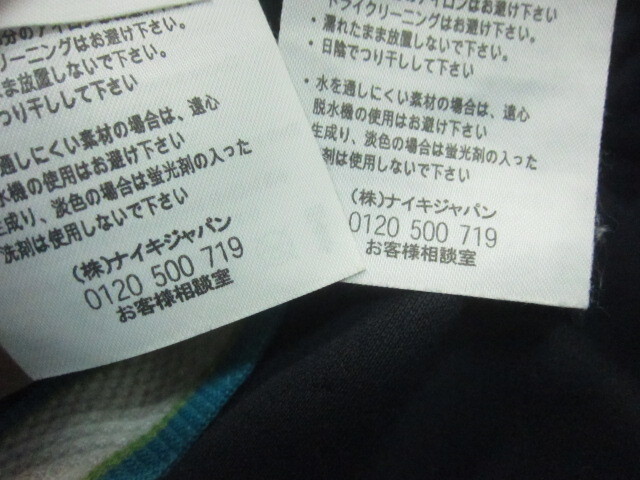 分のアイロンはお避け下さい
クリーニングはお避け下さい。
たまま放置しないで下さい。
つり干しして下さい
通しにくい素材の場合は、遠心
水機の使用はお避け下さい
生成り、淡色の場合は蛍光剤の入った
洗剤は使用しないで下さい
(株)ナイキジャパン
0120 500 719
お客様相談室
ドライクリーニングはお避け下さい。
・濡れたまま放置しないで下さい。
・日陰でつり干して下さい
・水を通しにくい素材の場合は、遠心
脱水機の使用はお避け下さい
生成り、淡色の場合は蛍光剤の入った
剤は使用しないで下さい
(株)ナイキジャパン
0120 500 719
お客様相談室